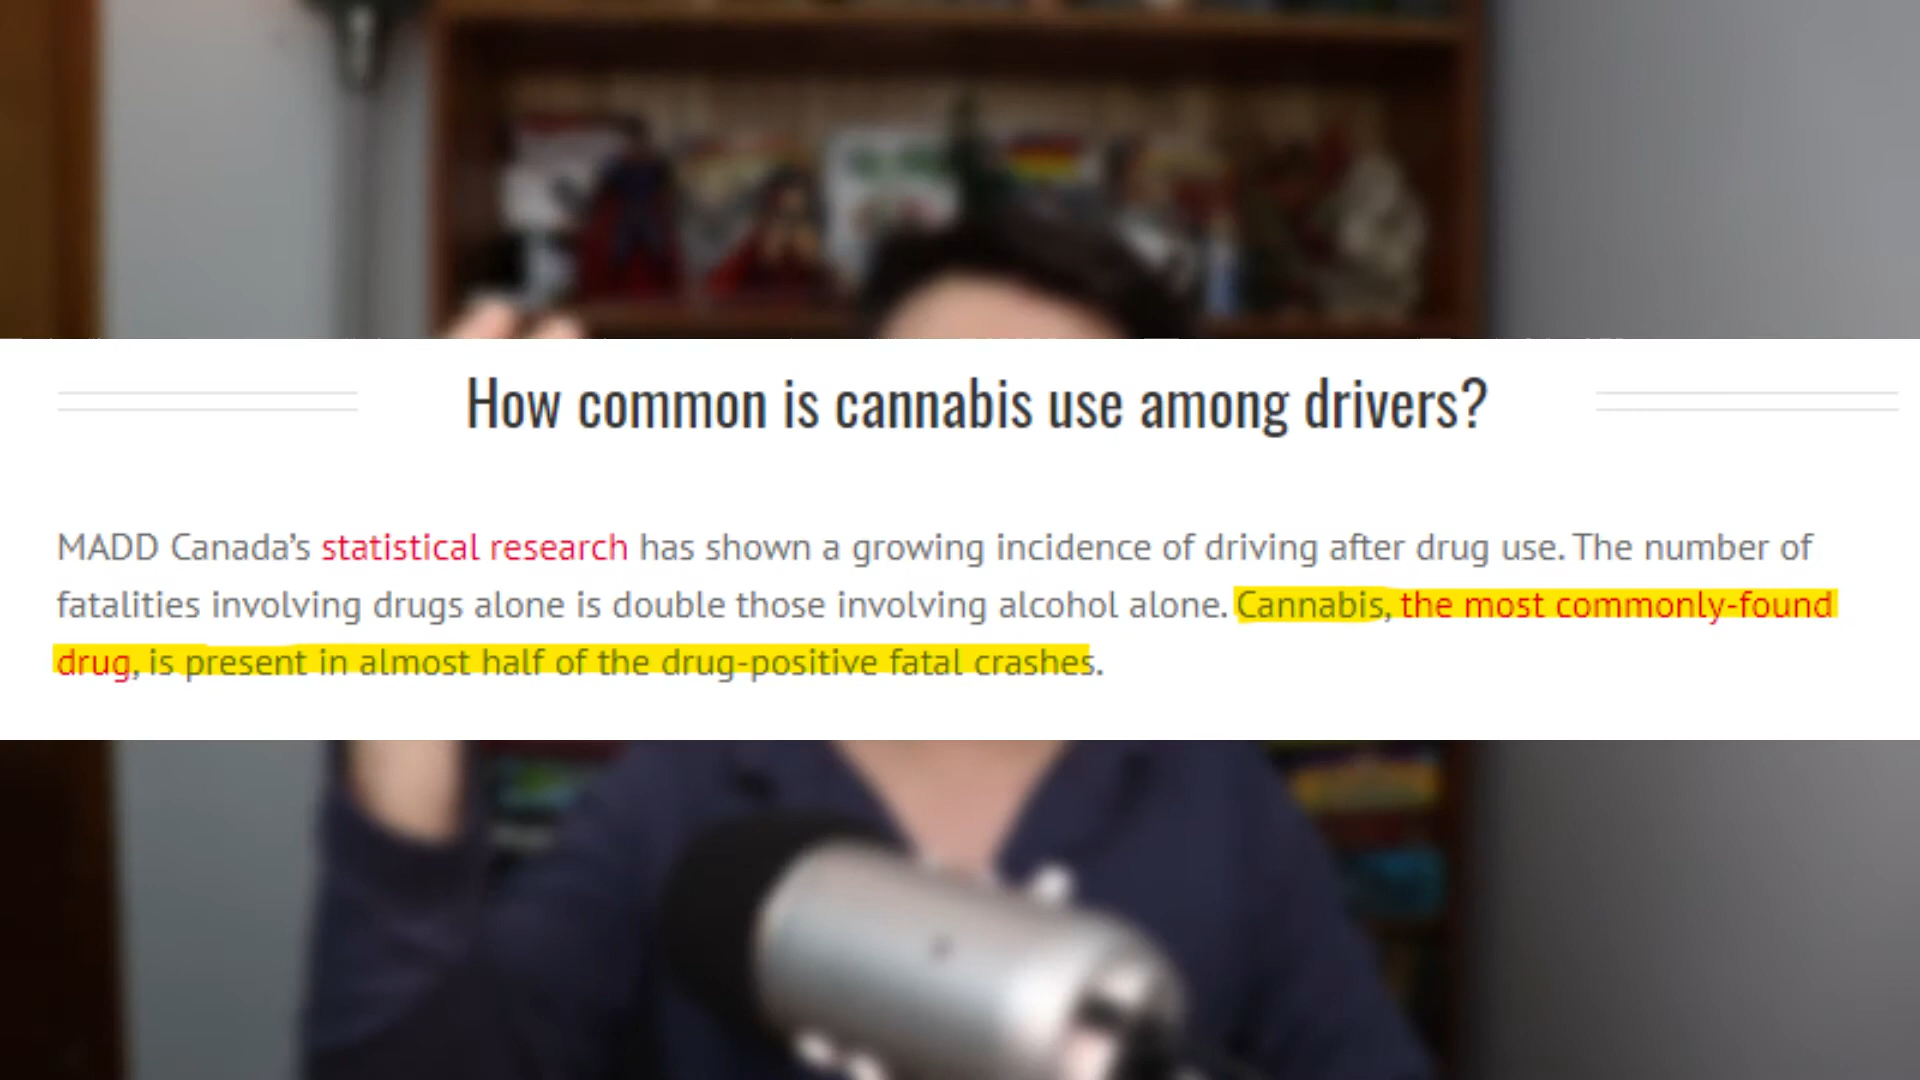 How common is cannabis use among drivers?
MADD Canada's statistical research has shown a growing incidence of driving after drug use. The number of
fatalities involving drugs alone is double those involving alcohol alone. Cannabis, the most commonly-found
drug, is present in almost half of the drug-positive fatal crashes.